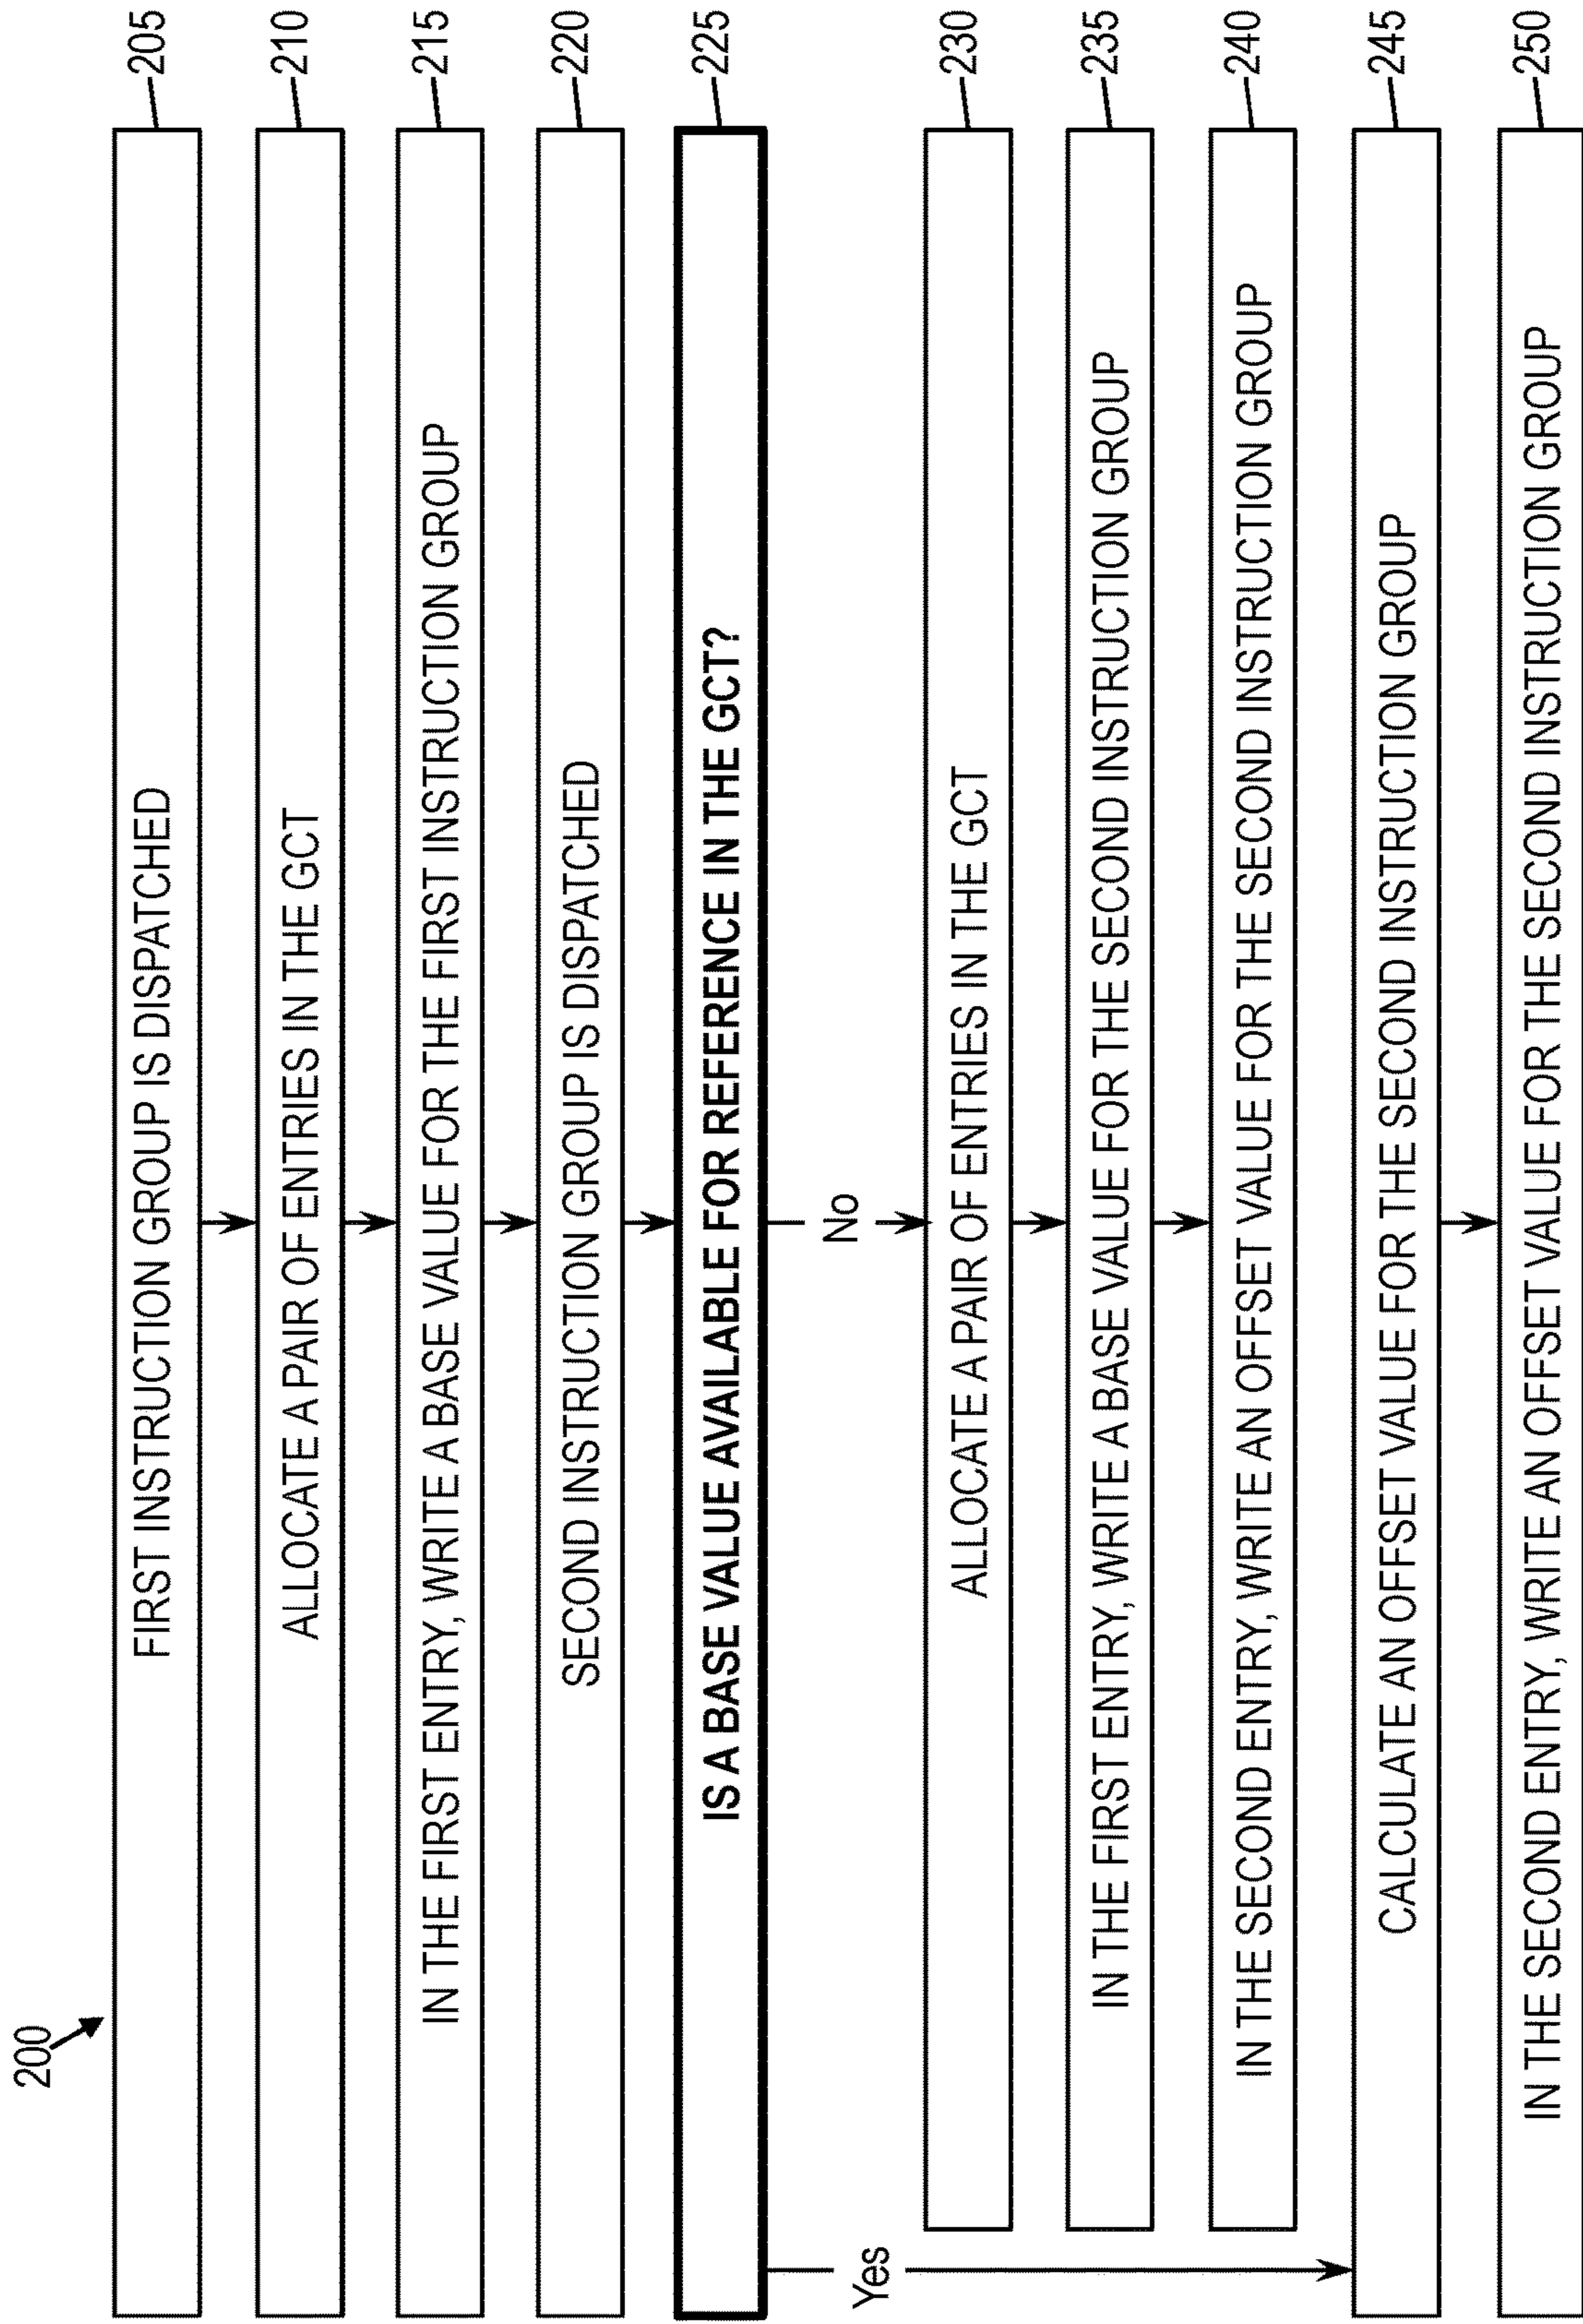 200
FIRST INSTRUCTION GROUP IS DISPATCHED 205
ALLOCATE A PAIR OF ENTRIES IN THE GCT 210
IN THE FIRST ENTRY, WRITE A BASE VALUE FOR THE FIRST INSTRUCTION GROUP 215
SECOND INSTRUCTION GROUP IS DISPATCHED 220
IS A BASE VALUE AVAILABLE FOR REFERENCE IN THE GCT? 225
No
Yes
ALLOCATE A PAIR OF ENTRIES IN THE GCT 230
IN THE FIRST ENTRY, WRITE A BASE VALUE FOR THE SECOND INSTRUCTION GROUP 235
IN THE SECOND ENTRY, WRITE AN OFFSET VALUE FOR THE SECOND INSTRUCTION GROUP 240
CALCULATE AN OFFSET VALUE FOR THE SECOND INSTRUCTION GROUP 245
IN THE SECOND ENTRY, WRITE AN OFFSET VALUE FOR THE SECOND INSTRUCTION GROUP 250